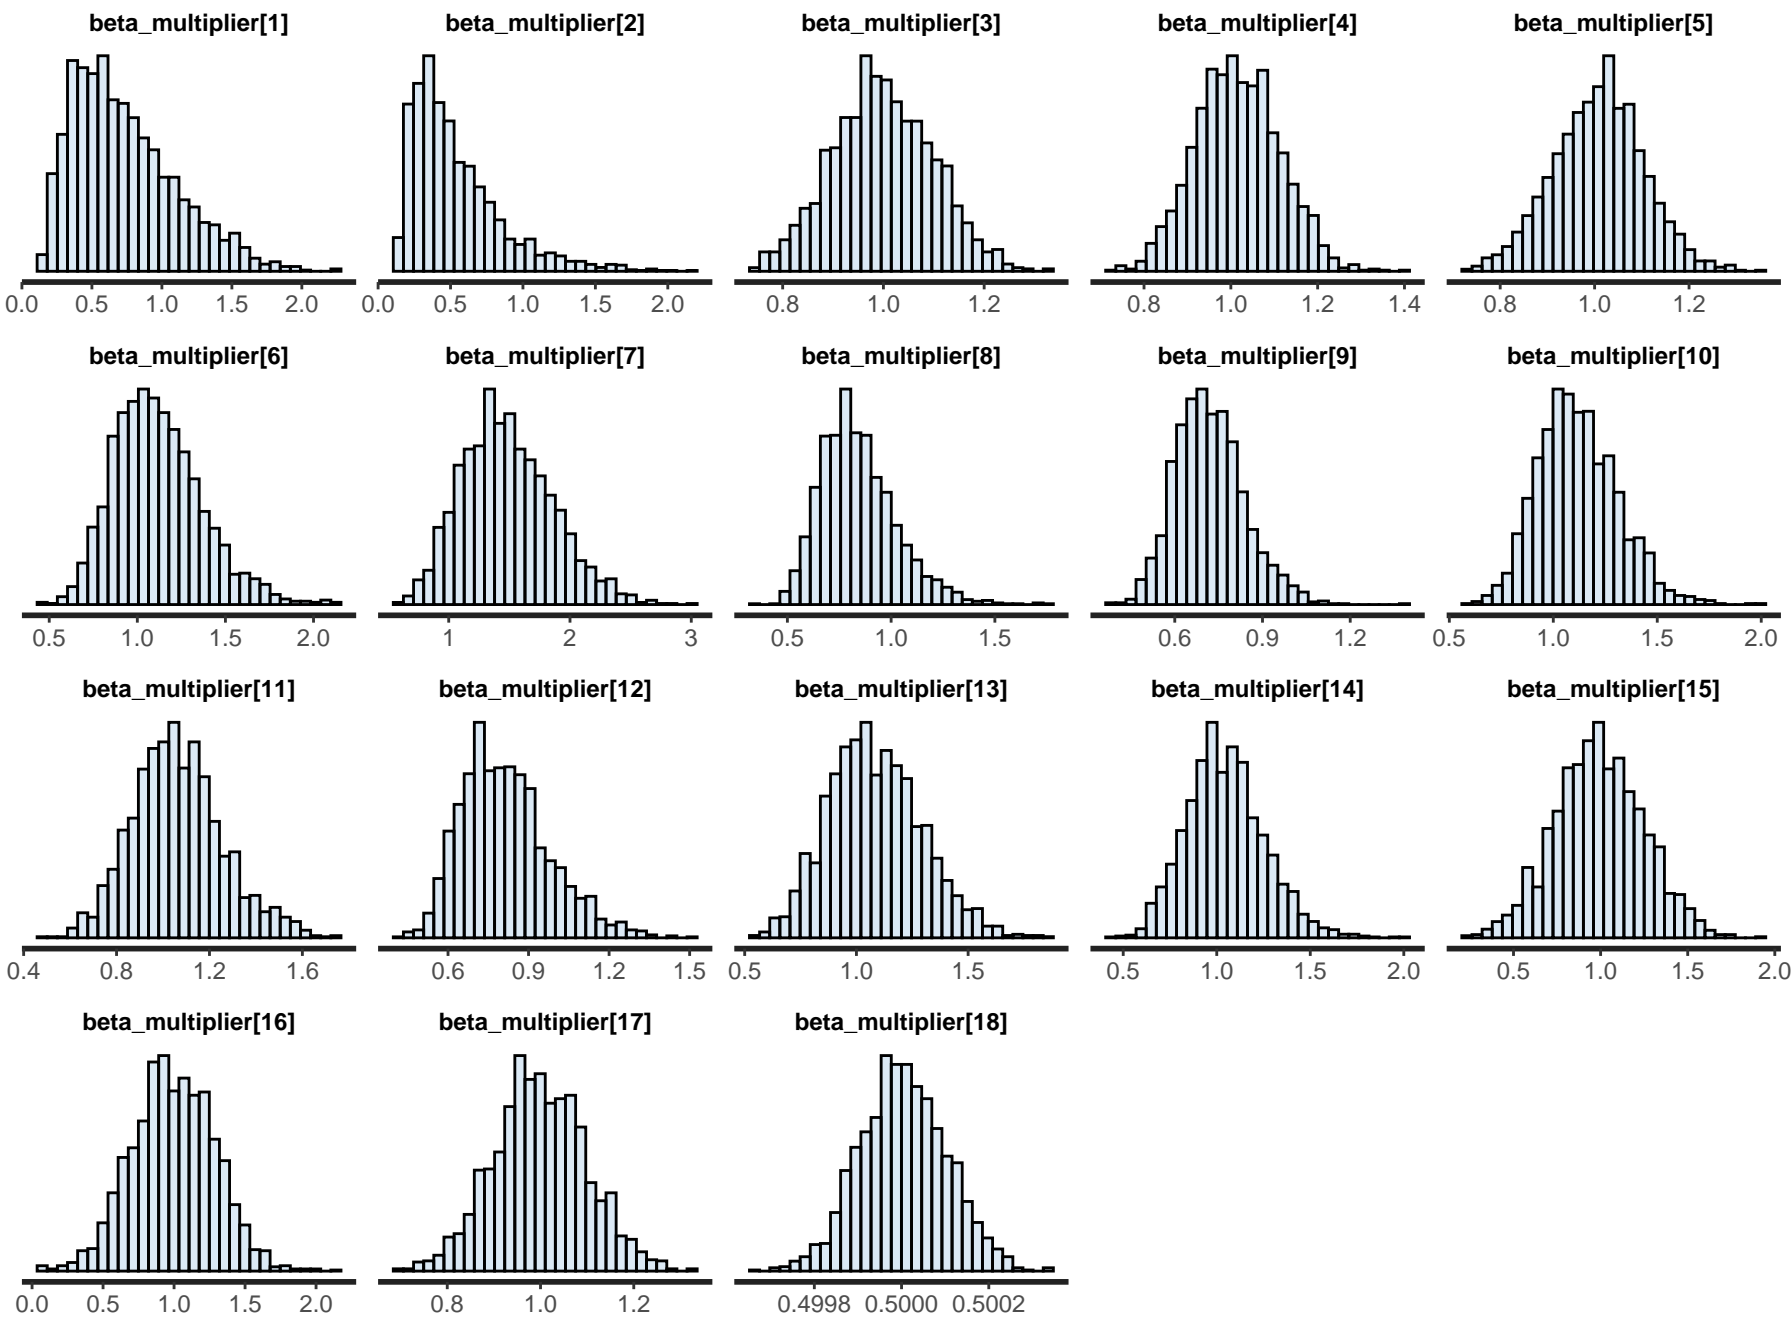 beta_multiplier[1] beta_multiplier[2] beta_multiplier[3] beta_multiplier[4] beta_multiplier[5]
0.0 0.5 1.0 1.5 2.0 0.0 0.5 1.0 1.5 2.0 0.8 1.0 1.2 0.8 1.0 1.2 1.4 0.8 1.0 1.2
beta_multiplier[6] beta_multiplier[7] beta_multiplier[8] beta_multiplier[9] beta_multiplier[10]
0.5 1.0 1.5 2.0 1 2 3 0.5 1.0 1.5 0.6 0.9 1.2 0.5 1.0 1.5 2.0
beta_multiplier[11] beta_multiplier[12] beta_multiplier[13] beta_multiplier[14] beta_multiplier[15]
0.4 0.8 1.2 1.6 0.6 0.9 1.2 1.5 0.5 1.0 1.5 0.5 1.0 1.5 2.0 0.5 1.0 1.5 2.0
beta_multiplier[16] beta_multiplier[17] beta_multiplier[18]
0.0 0.5 1.0 1.5 2.0 0.8 1.0 1.2 0.4998 0.5000 0.5002